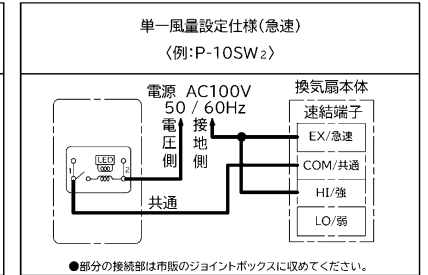 単一風量設定仕様(急速)
〈例:P-10SW₂〉
電源 AC100V
50 / 60Hz
電圧側
接地側
換気扇本体
速結端子
EX/急速
COM/共通
HI/強
LO/弱
LED
1
2
共通
●部分の接続部は市販のジョイントボックスに収めてください。